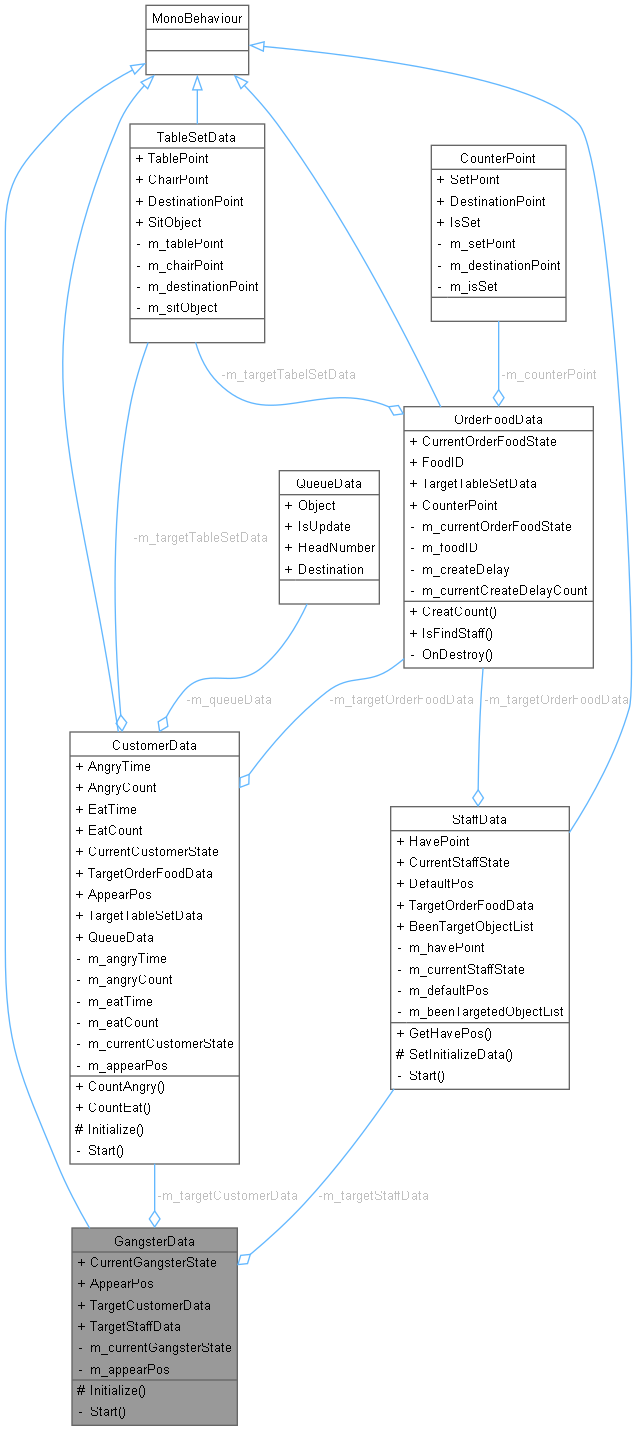 MonoBehaviour
TableSetData
+ TablePoint
+ ChairPoint
+ DestinationPoint
+ SitObject
- m_tablePoint
- m_chairPoint
- m_destinationPoint
- m_sitObject
CounterPoint
+ SetPoint
+ DestinationPoint
+ IsSet
- m_setPoint
- m_destinationPoint
- m_isSet
-m_targetTabelSetData
-m_counterPoint
OrderFoodData
+ CurrentOrderFoodState
+ FoodID
+ TargetTableSetData
+ CounterPoint
- m_currentOrderFoodState
- m_foodID
- m_createDelay
- m_currentCreateDelayCount
+ CreatCount()
+ IsFindStaff()
- OnDestroy()
QueueData
+ Object
+ IsUpdate
+ HeadNumber
+ Destination
-m_targetTableSetData
-m_queueData
-m_targetOrderFoodData
-m_targetOrderFoodData
CustomerData
+ AngryTime
+ AngryCount
+ EatTime
+ EatCount
+ CurrentCustomerState
+ TargetOrderFoodData
+ AppearPos
+ TargetTableSetData
+ QueueData
- m_angryTime
- m_angryCount
- m_eatTime
- m_eatCount
- m_currentCustomerState
- m_appearPos
+ CountAngry()
+ CountEat()
# Initialize()
- Start()
StaffData
+ HavePoint
+ CurrentStaffState
+ DefaultPos
+ TargetOrderFoodData
+ BeenTargetObjectList
- m_havePoint
- m_currentStaffState
- m_defaultPos
- m_beenTargetedObjectList
+ GetHavePos()
# SetInitializeData()
- Start()
-m_targetCustomerData
-m_targetStaffData
GangsterData
+ CurrentGangsterState
+ AppearPos
+ TargetCustomerData
+ TargetStaffData
- m_currentGangsterState
- m_appearPos
# Initialize()
- Start()